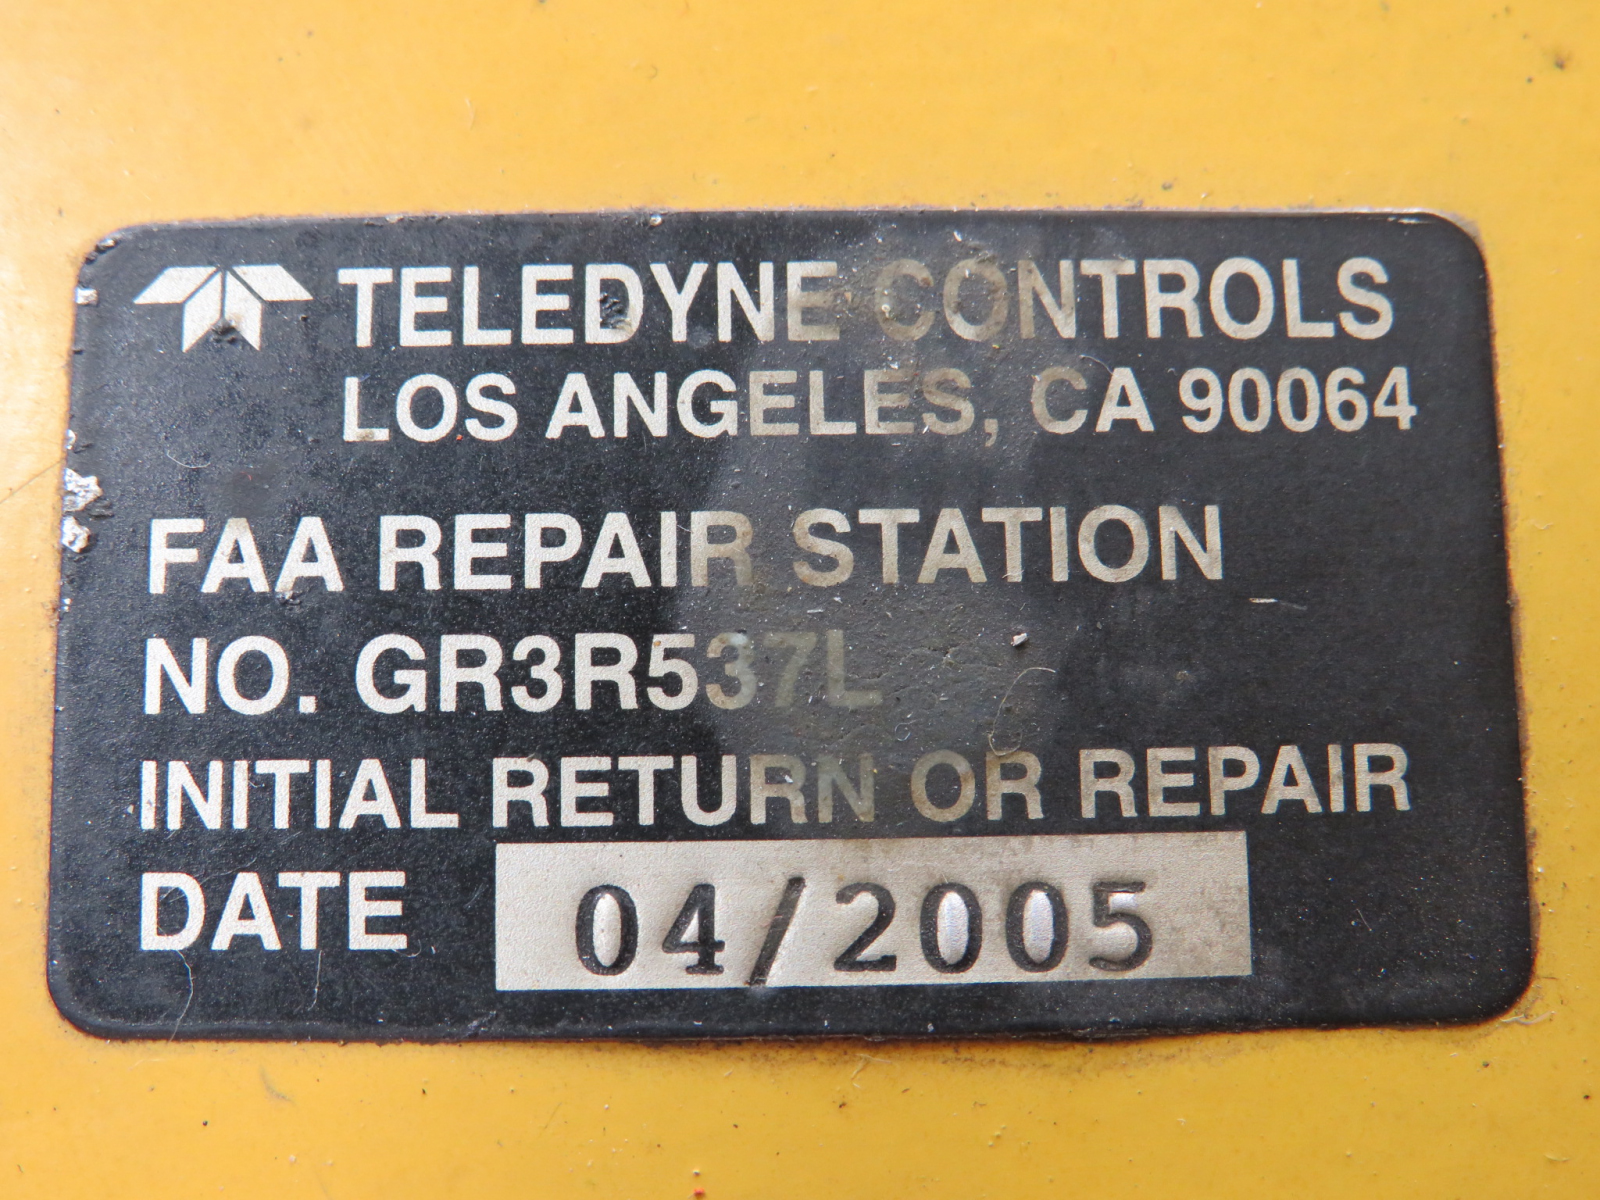 TELEDYNE CONTROLS
LOS ANGELES, CA 90064
FAA REPAIR STATION
NO. GR3R537L
INITIAL RETURN OR REPAIR
DATE 04/2005